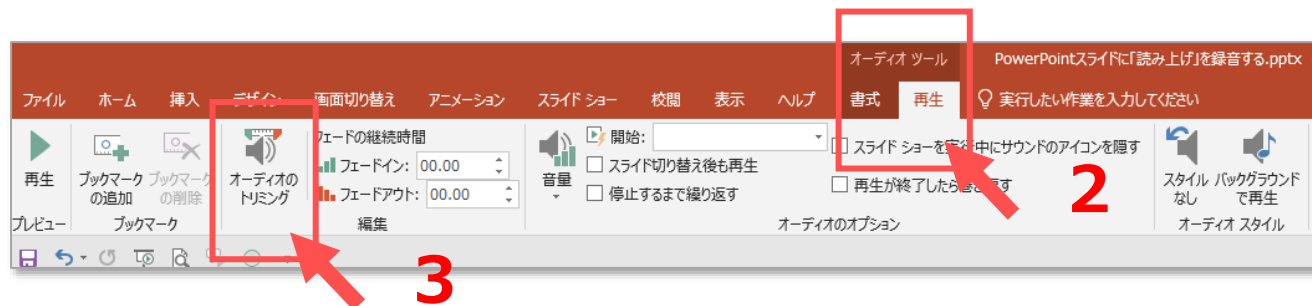 オーディオ ツール
PowerPointスライドに「読み上げ」を録音する.pptx
ファイル ホーム 挿入 デザイン 画面切り替え アニメーション スライド ショー 校閲 表示 ヘルプ 書式 再生 実行したい作業を入力してください
再生
ブックマークの追加
ブックマークの削除
オーディオの
トリミング
フェードの継続時間
フェードイン: 00.00
フェードアウト: 00.00
音量
開始:
スライド切り替え後も再生
停止するまで繰り返す
スライド ショーを実行中にサウンドのアイコンを隠す
再生が終了したら巻き戻す
スタイル
なし
バックグラウンド
で再生
プレビュー ブックマーク 編集 オーディオのオプション オーディオ スタイル
2
3